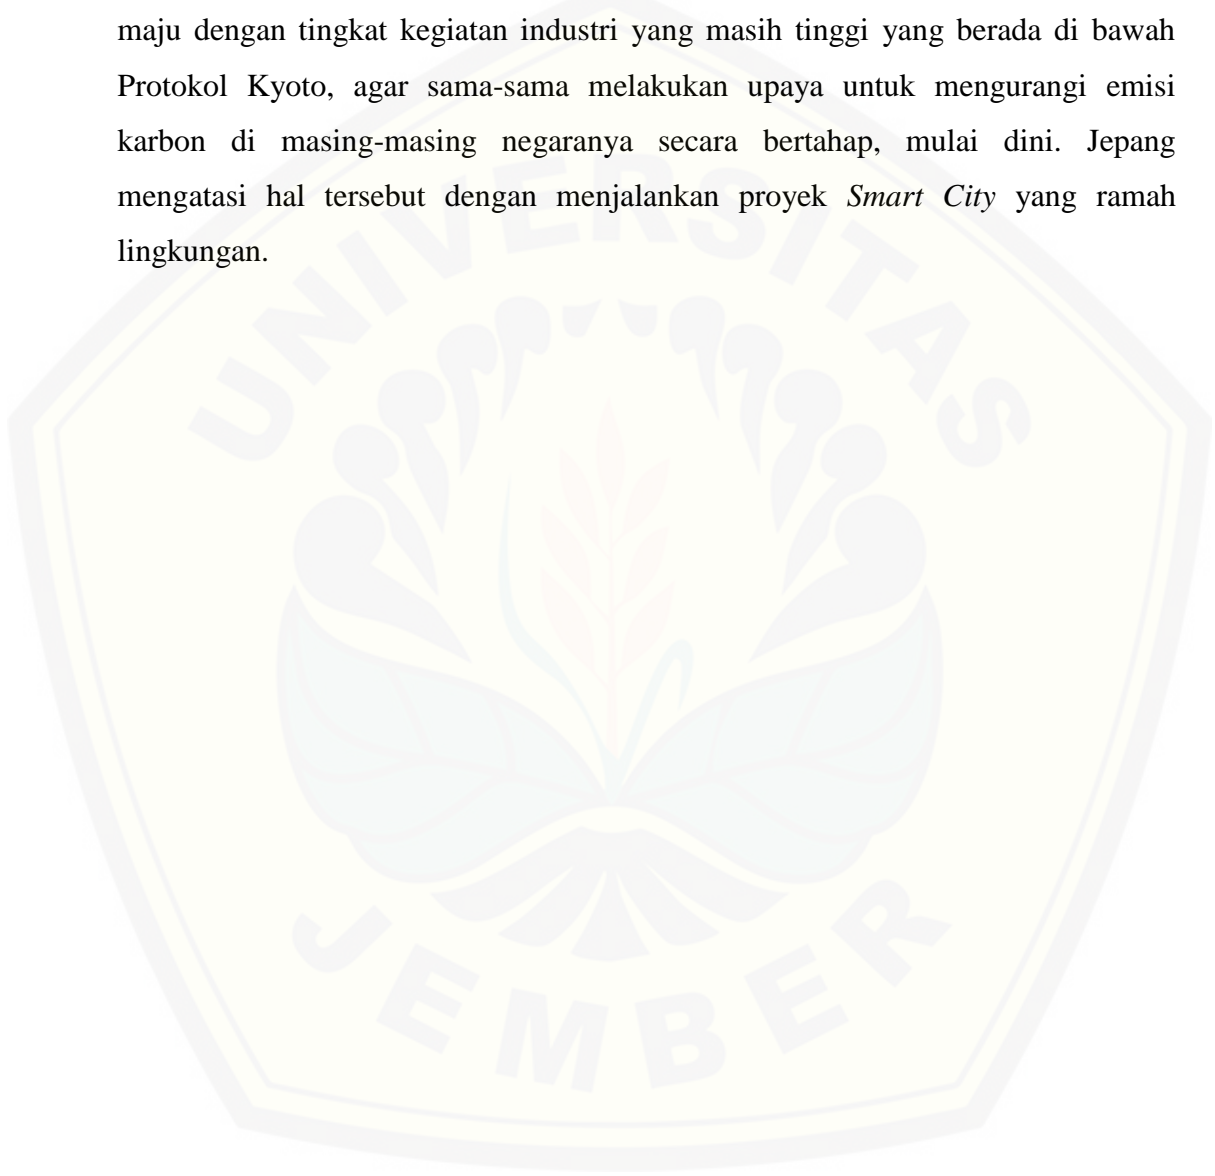 maju dengan tingkat kegiatan industri yang masih tinggi yang berada di bawah
Protokol Kyoto, agar sama-sama melakukan upaya untuk mengurangi emisi
karbon di masing-masing negaranya secara bertahap, mulai dini. Jepang
mengatasi hal tersebut dengan menjalankan proyek Smart City yang ramah
lingkungan.
UNIVERSITAS
JEMBER